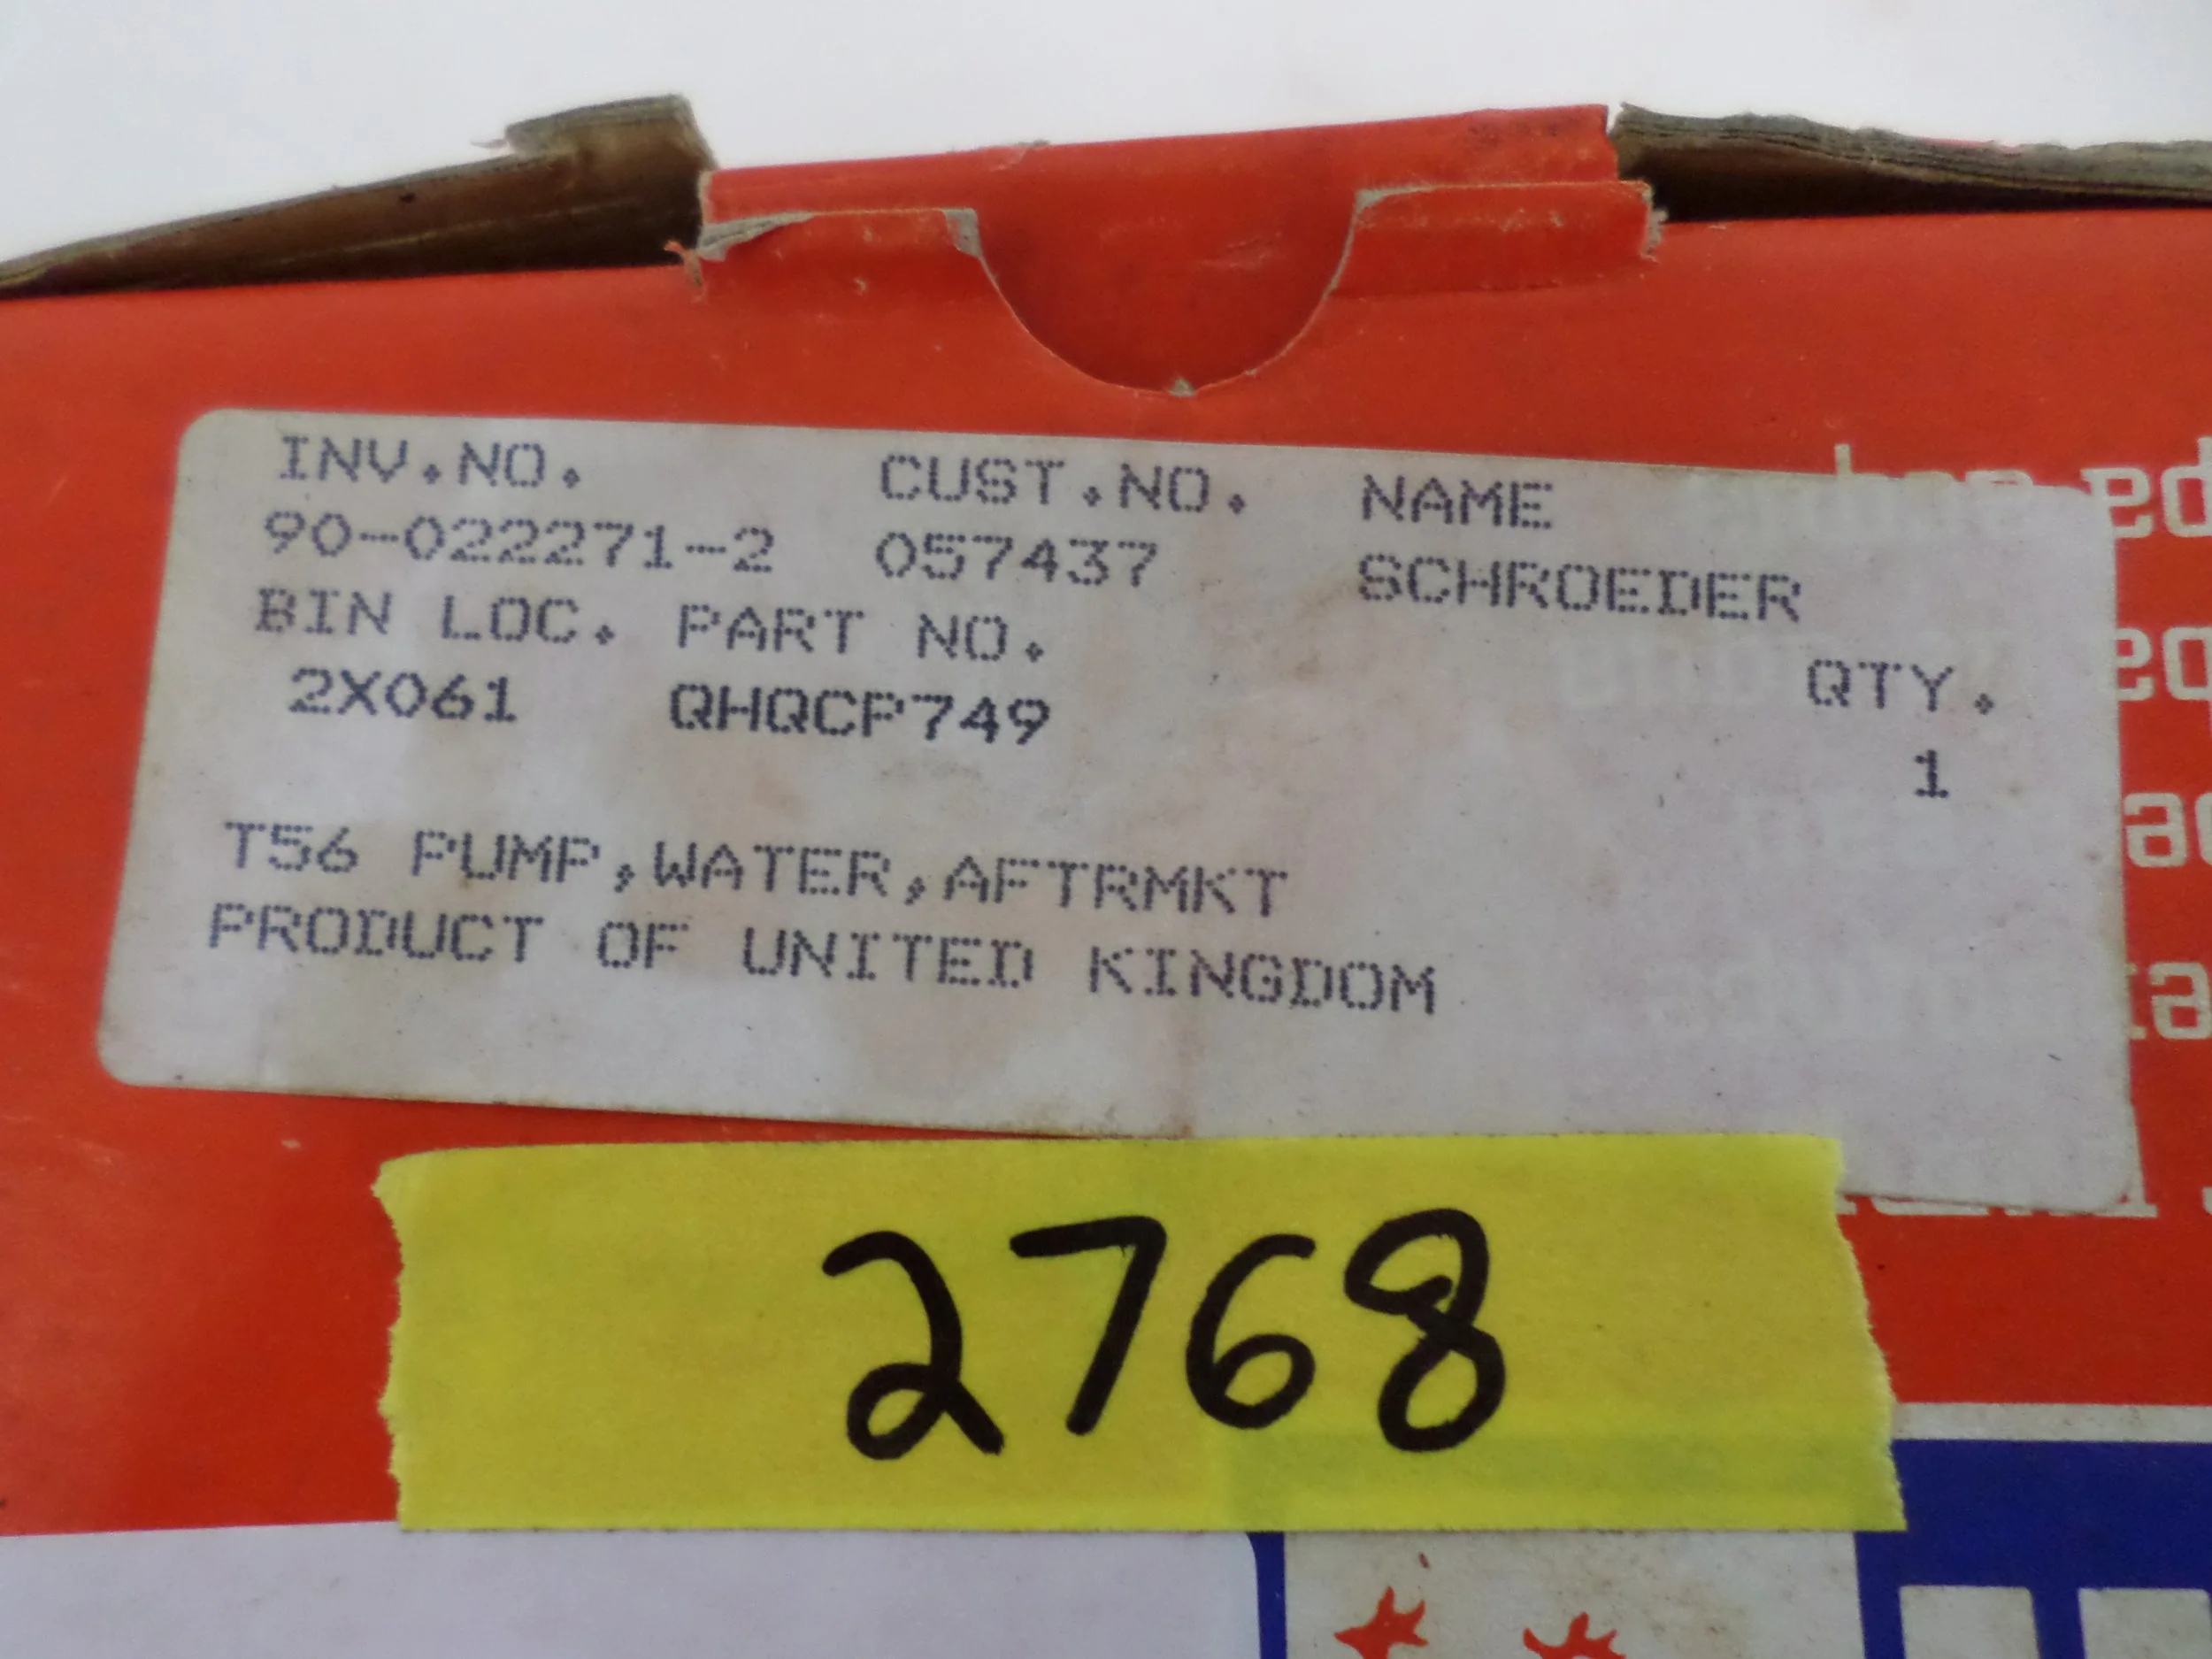 INV.NO. CUST.NO. NAME
90-022271-2 057437 SCHROEDER
BIN LOC. PART NO. QTY.
2X061 QHQCP749 1
T56 PUMP,WATER,AFTRMKT
PRODUCT OF UNITED KINGDOM
2768